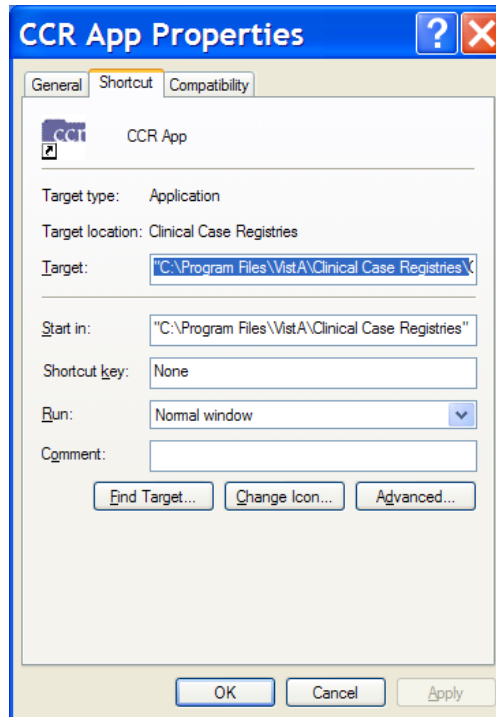 CCR App Properties ?
General Shortcut Compatibility
ccr CCR App
Target type: Application
Target location: Clinical Case Registries
Target: "C:\Program Files\VistA\Clinical Case Registries\
Start in: "C:\Program Files\VistA\Clinical Case Registries"
Shortcut key: None
Run: Normal window
Comment:
Find Target... Change Icon... Advanced...
OK Cancel Apply